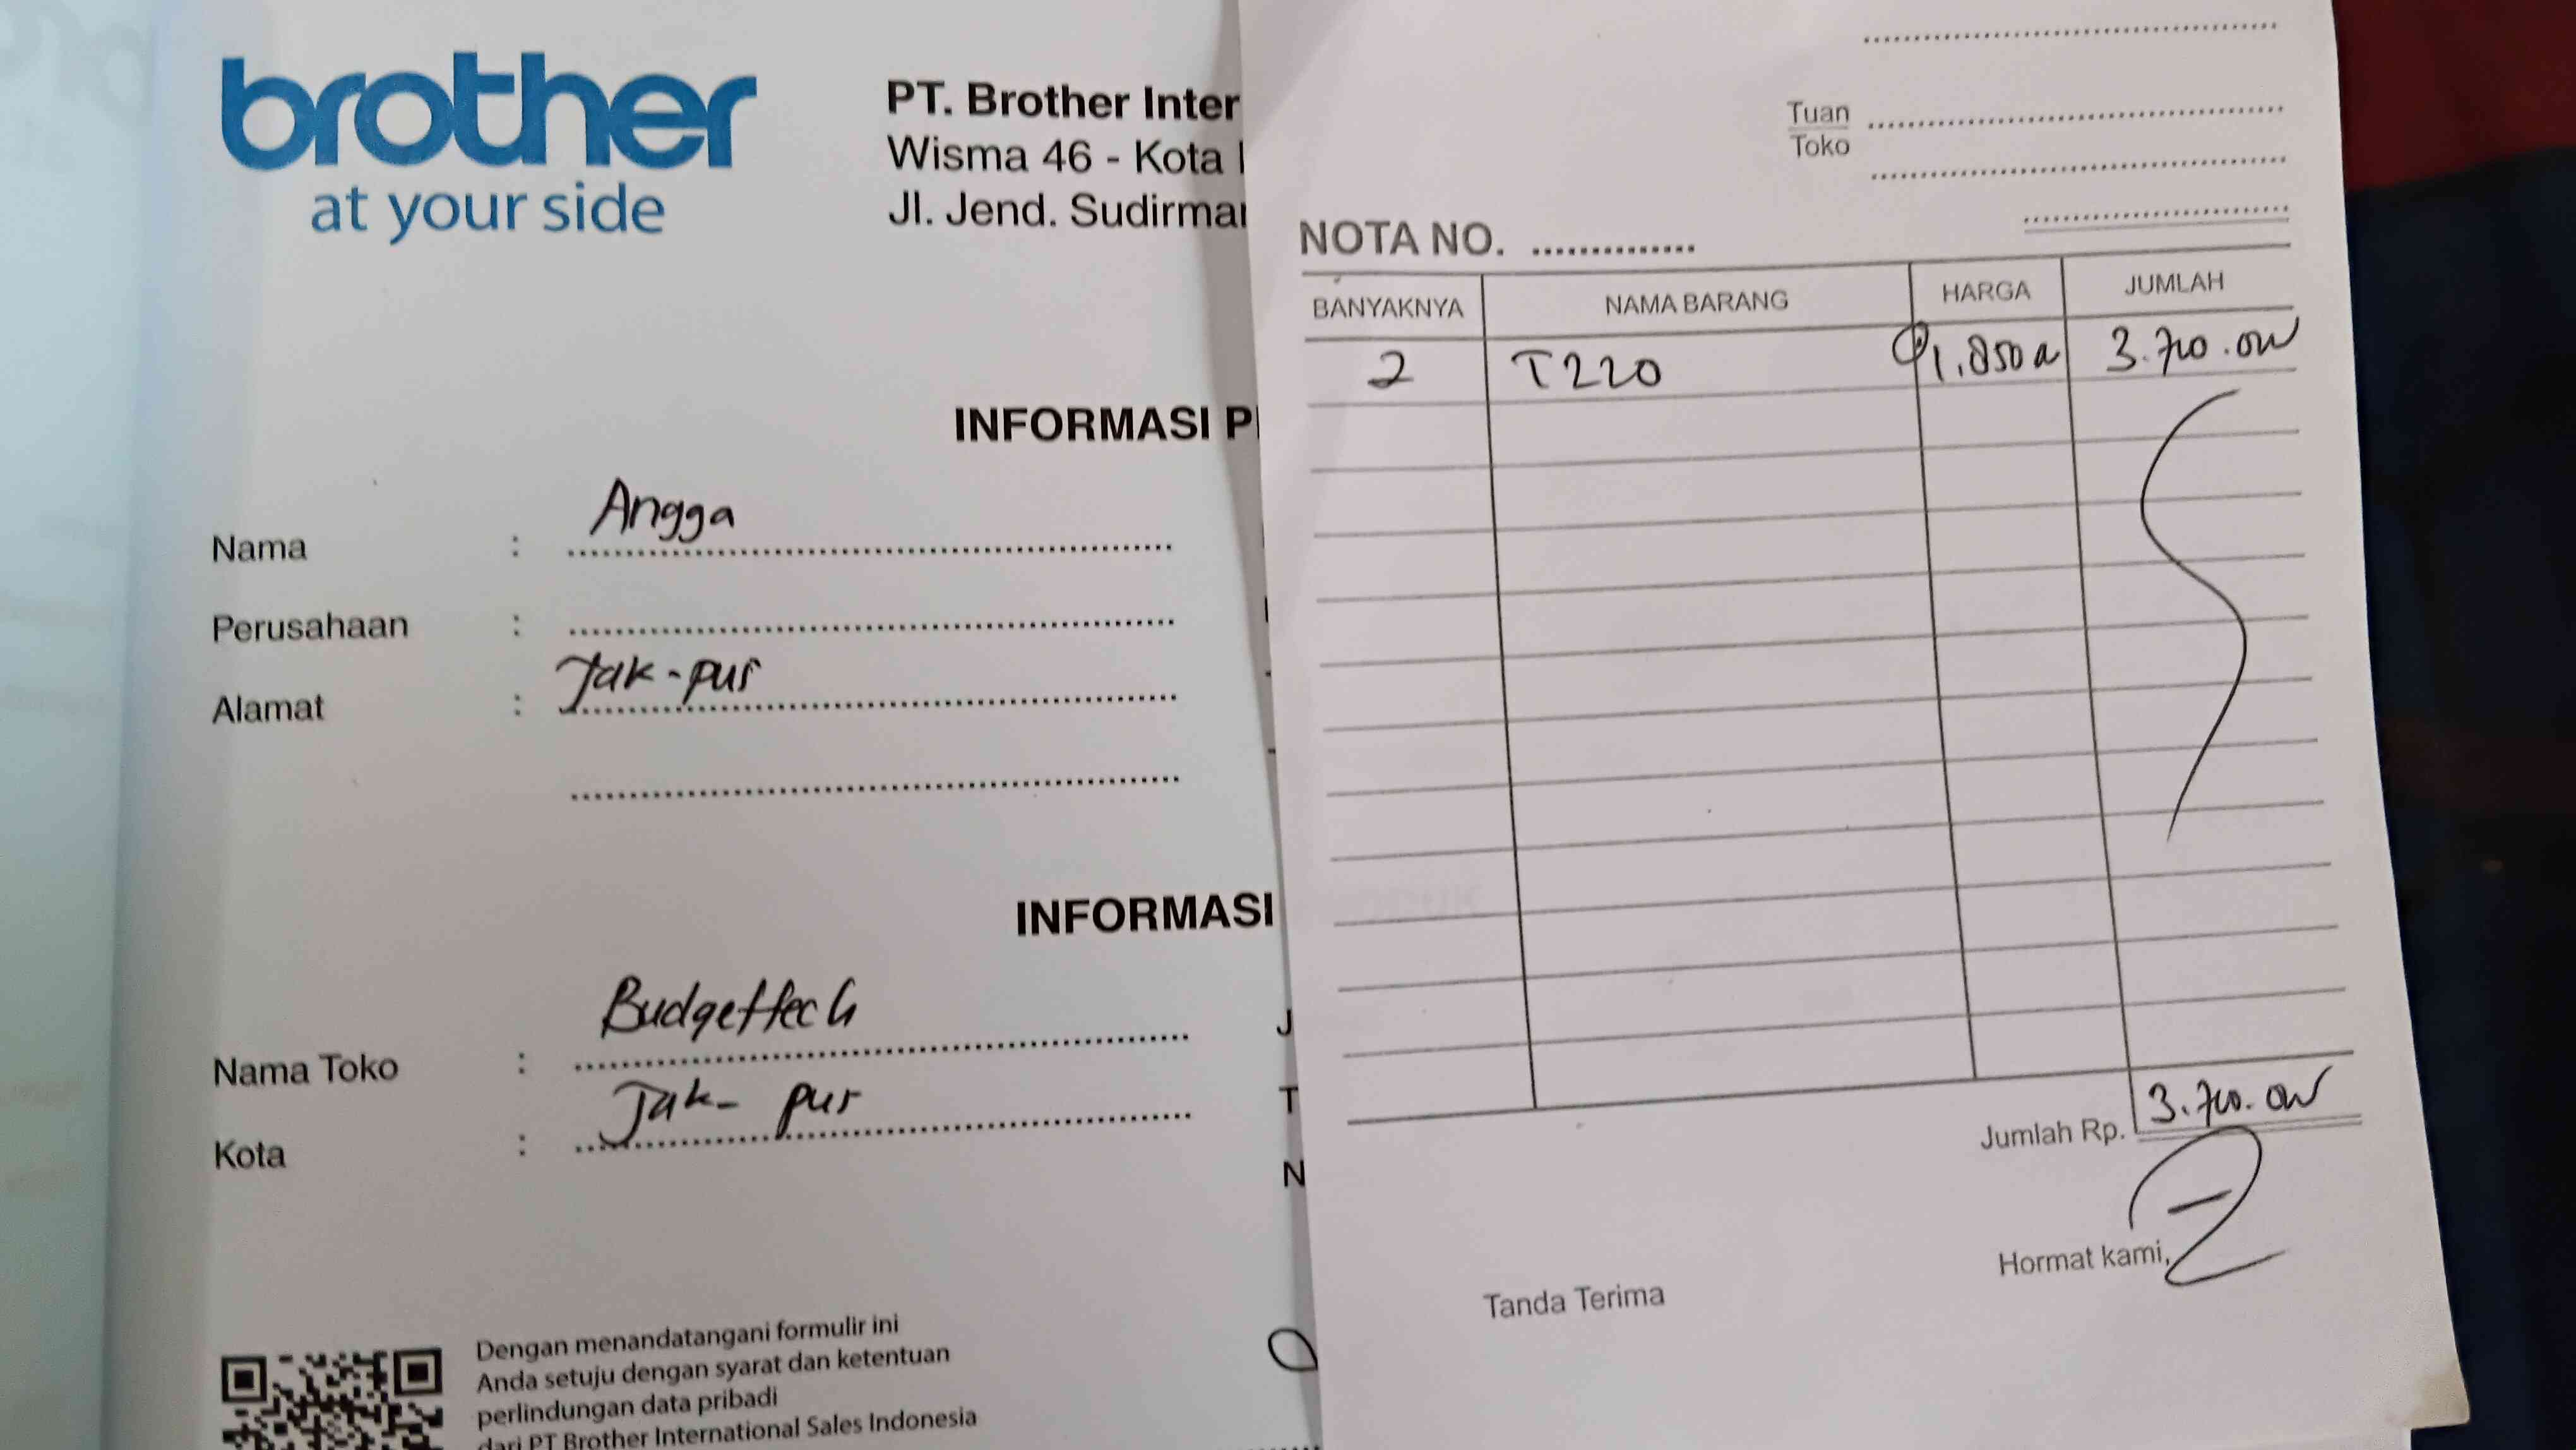 brother
at your side
PT. Brother Inter
Wisma 46 - Kota
Jl. Jend. Sudirman
INFORMASI P
Nama : Angga
Perusahaan :
Alamat : Jak-pus
INFORMASI
Nama Toko : Budgettech
Kota : Jak- pus
Dengan menandatangani formulir ini
Anda setuju dengan syarat dan ketentuan
perlindungan data pribadi
dari PT Brother International Sales Indonesia
J
T
N
Tuan
Toko
NOTA NO.
BANYAKNYA NAMA BARANG HARGA JUMLAH
2 T220 @1.850 3.700.000
Jumlah Rp. 3.700.000
Tanda Terima Hormat kami,